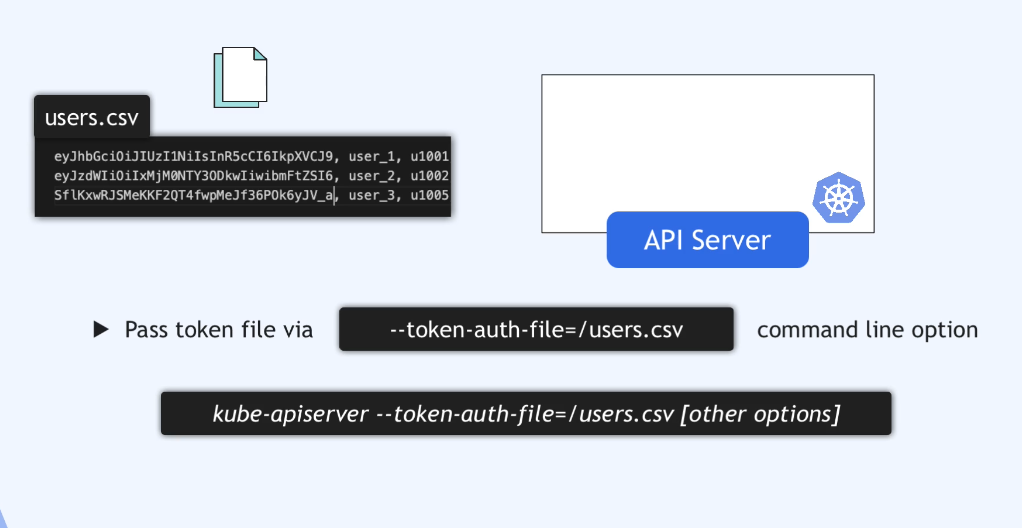 users.csv
eyJhbGciOiJIUzI1NiIsInR5cCI6IkpXVCJ9, user_1, u1001
eyJzdWIiOiIxMjM0NTY3ODkwIiwibmFtZSI6, user_2, u1002
SflKxwRJSMeKKF2QT4fwpMeJf36POk6yJV_a, user_3, u1005
API Server
Pass token file via --token-auth-file=/users.csv command line option
kube-apiserver --token-auth-file=/users.csv [other options]